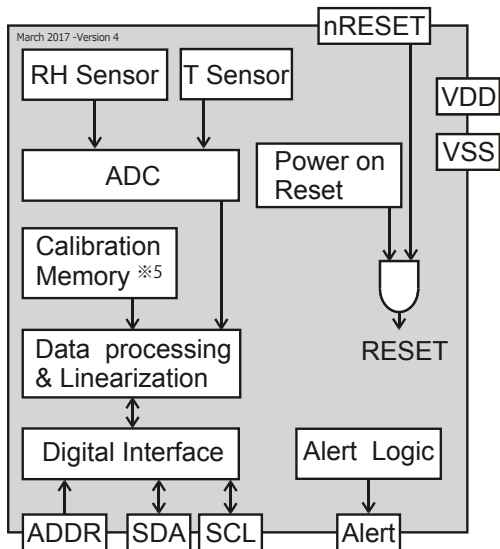 nRESET
March 2017 -Version 4
RH Sensor
T Sensor
VDD
VSS
ADC
Power on
Reset
Calibration
Memory ※5
RESET
Data processing
& Linearization
Digital Interface
Alert Logic
ADDR
SDA
SCL
Alert